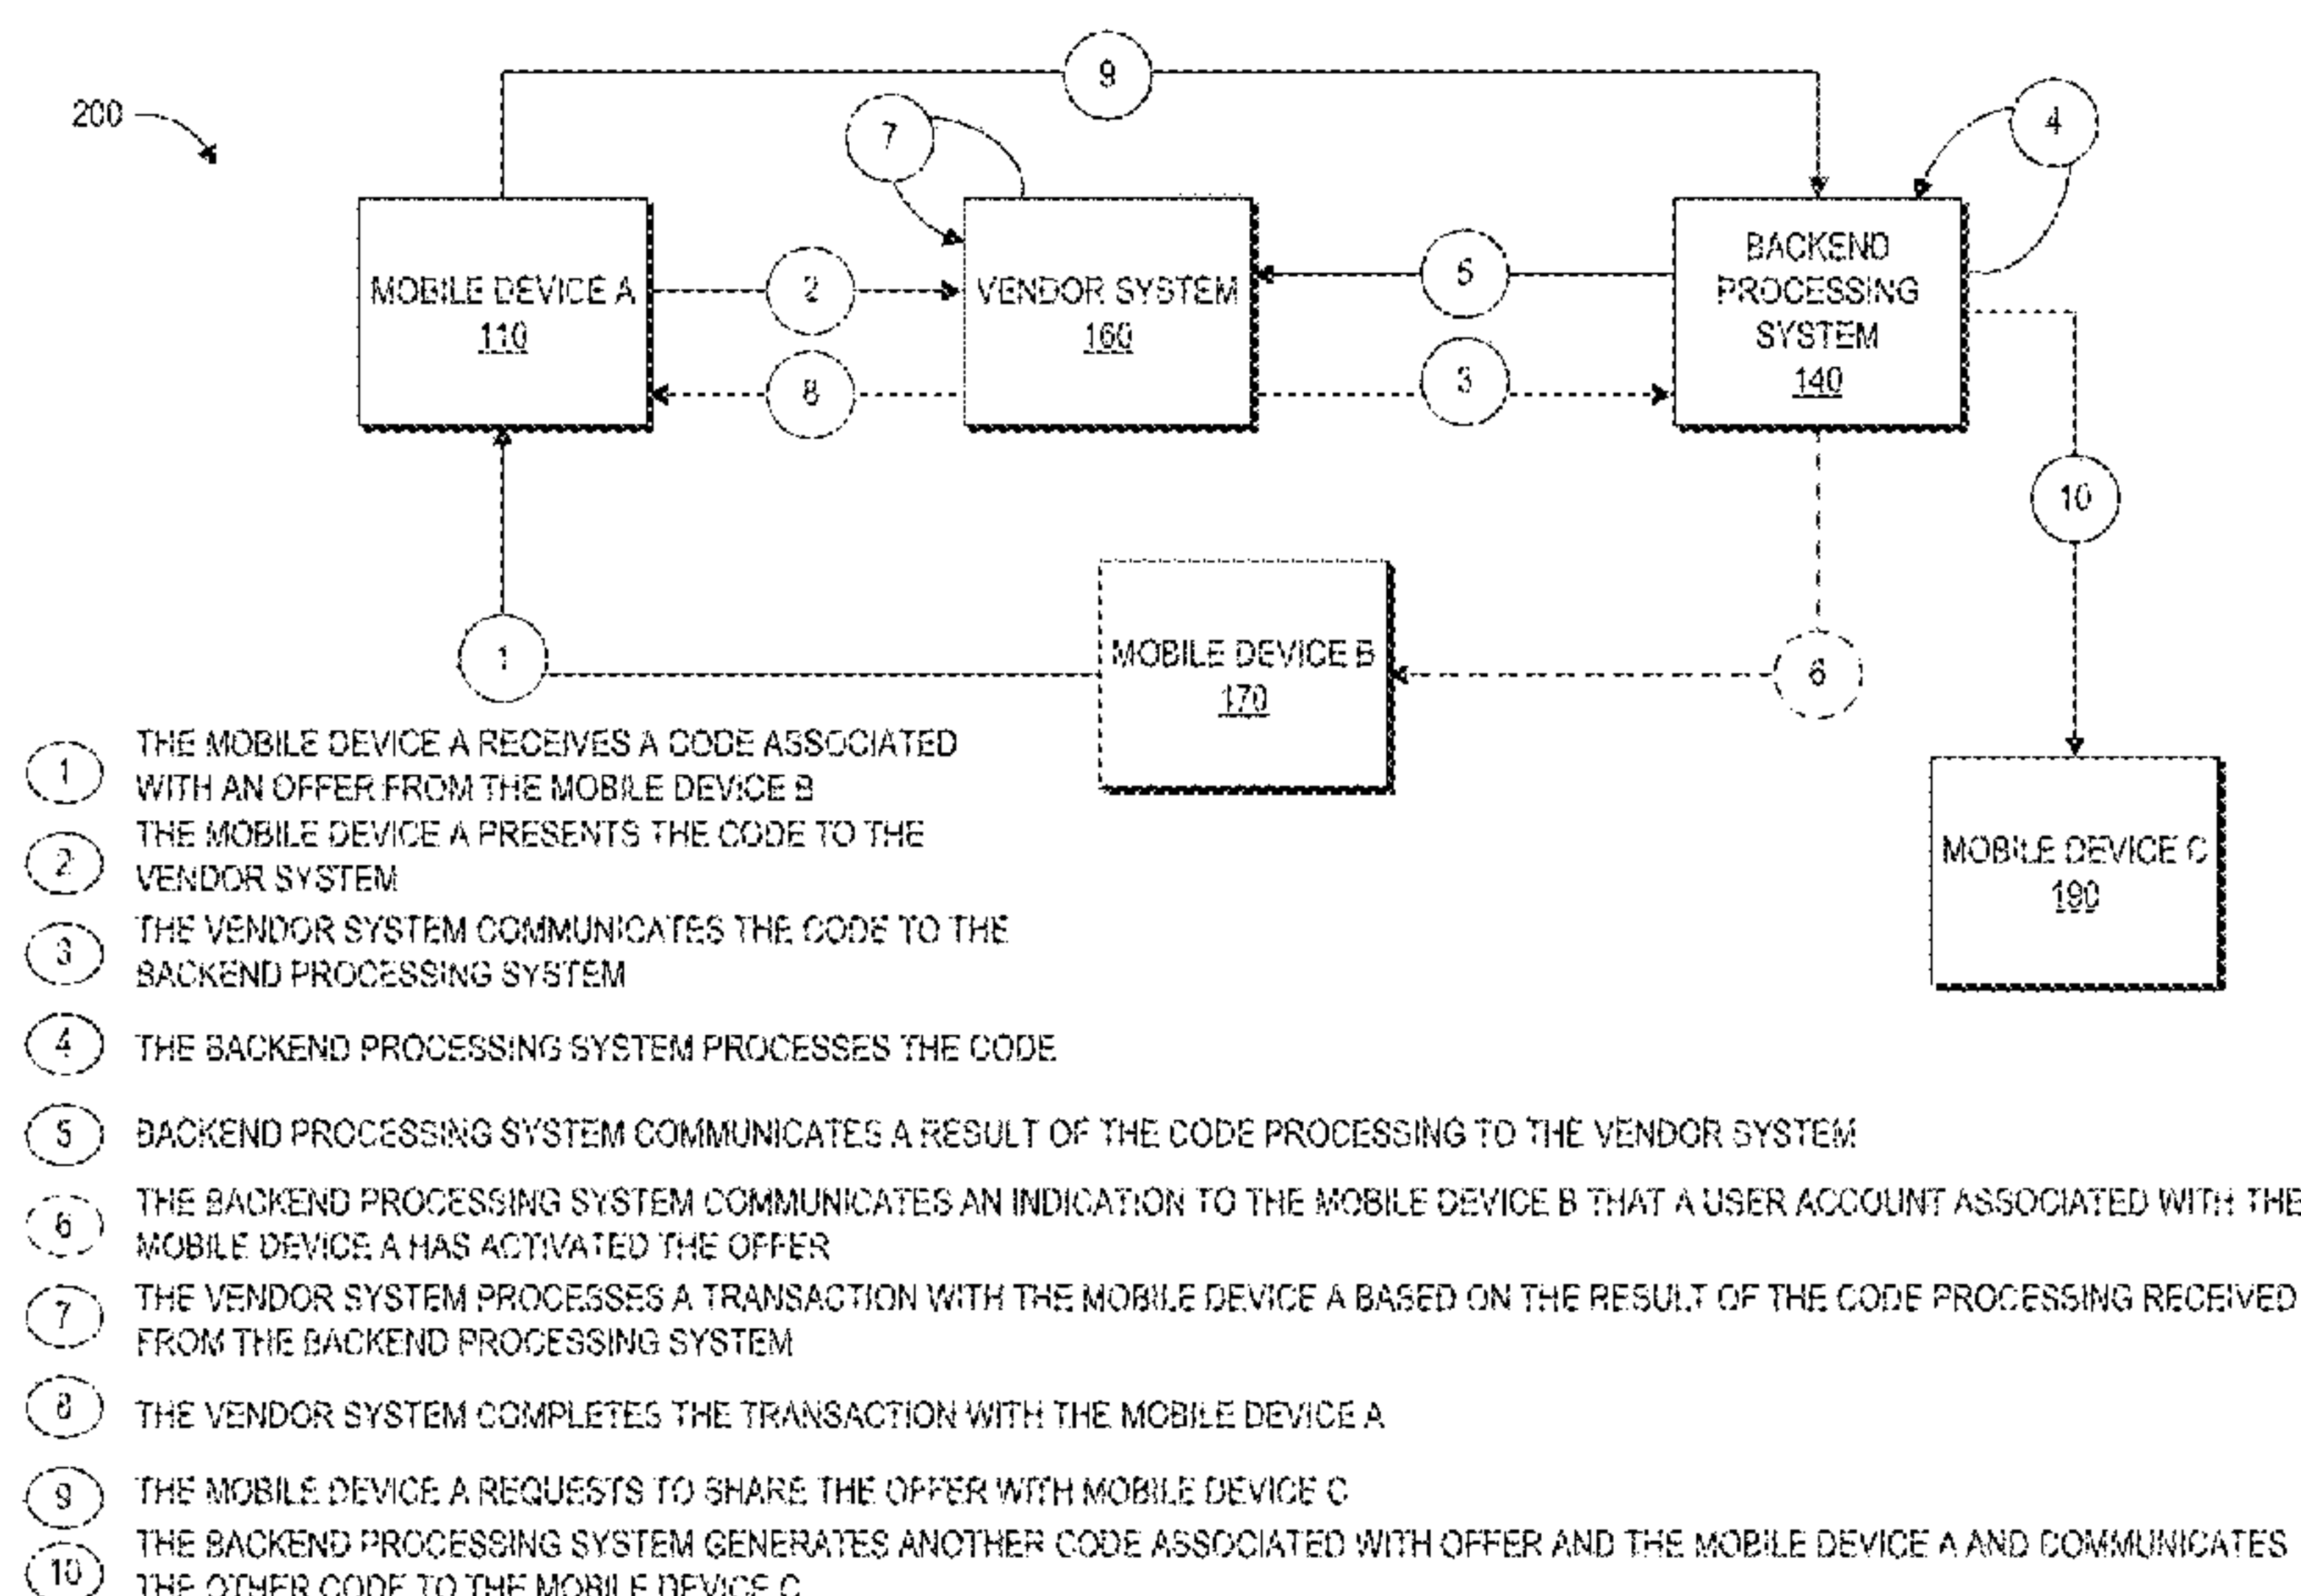 200
9
7
4
MOBILE DEVICE A
110
2
8
VENDOR SYSTEM
160
5
3
BACKEND
PROCESSING
SYSTEM
140
10
1
MOBILE DEVICE B
170
6
MOBILE DEVICE C
190
1 THE MOBILE DEVICE A RECEIVES A CODE ASSOCIATED
WITH AN OFFER FROM THE MOBILE DEVICE B
2 THE MOBILE DEVICE A PRESENTS THE CODE TO THE
VENDOR SYSTEM
3 THE VENDOR SYSTEM COMMUNICATES THE CODE TO THE
BACKEND PROCESSING SYSTEM
4 THE BACKEND PROCESSING SYSTEM PROCESSES THE CODE
5 BACKEND PROCESSING SYSTEM COMMUNICATES A RESULT OF THE CODE PROCESSING TO THE VENDOR SYSTEM
6 THE BACKEND PROCESSING SYSTEM COMMUNICATES AN INDICATION TO THE MOBILE DEVICE B THAT A USER ACCOUNT ASSOCIATED WITH THE
MOBILE DEVICE A HAS ACTIVATED THE OFFER
7 THE VENDOR SYSTEM PROCESSES A TRANSACTION WITH THE MOBILE DEVICE A BASED ON THE RESULT OF THE CODE PROCESSING RECEIVED
FROM THE BACKEND PROCESSING SYSTEM
8 THE VENDOR SYSTEM COMPLETES THE TRANSACTION WITH THE MOBILE DEVICE A
9 THE MOBILE DEVICE A REQUESTS TO SHARE THE OFFER WITH MOBILE DEVICE C
10 THE BACKEND PROCESSING SYSTEM GENERATES ANOTHER CODE ASSOCIATED WITH OFFER AND THE MOBILE DEVICE A AND COMMUNICATES
THE OTHER CODE TO THE MOBILE DEVICE C